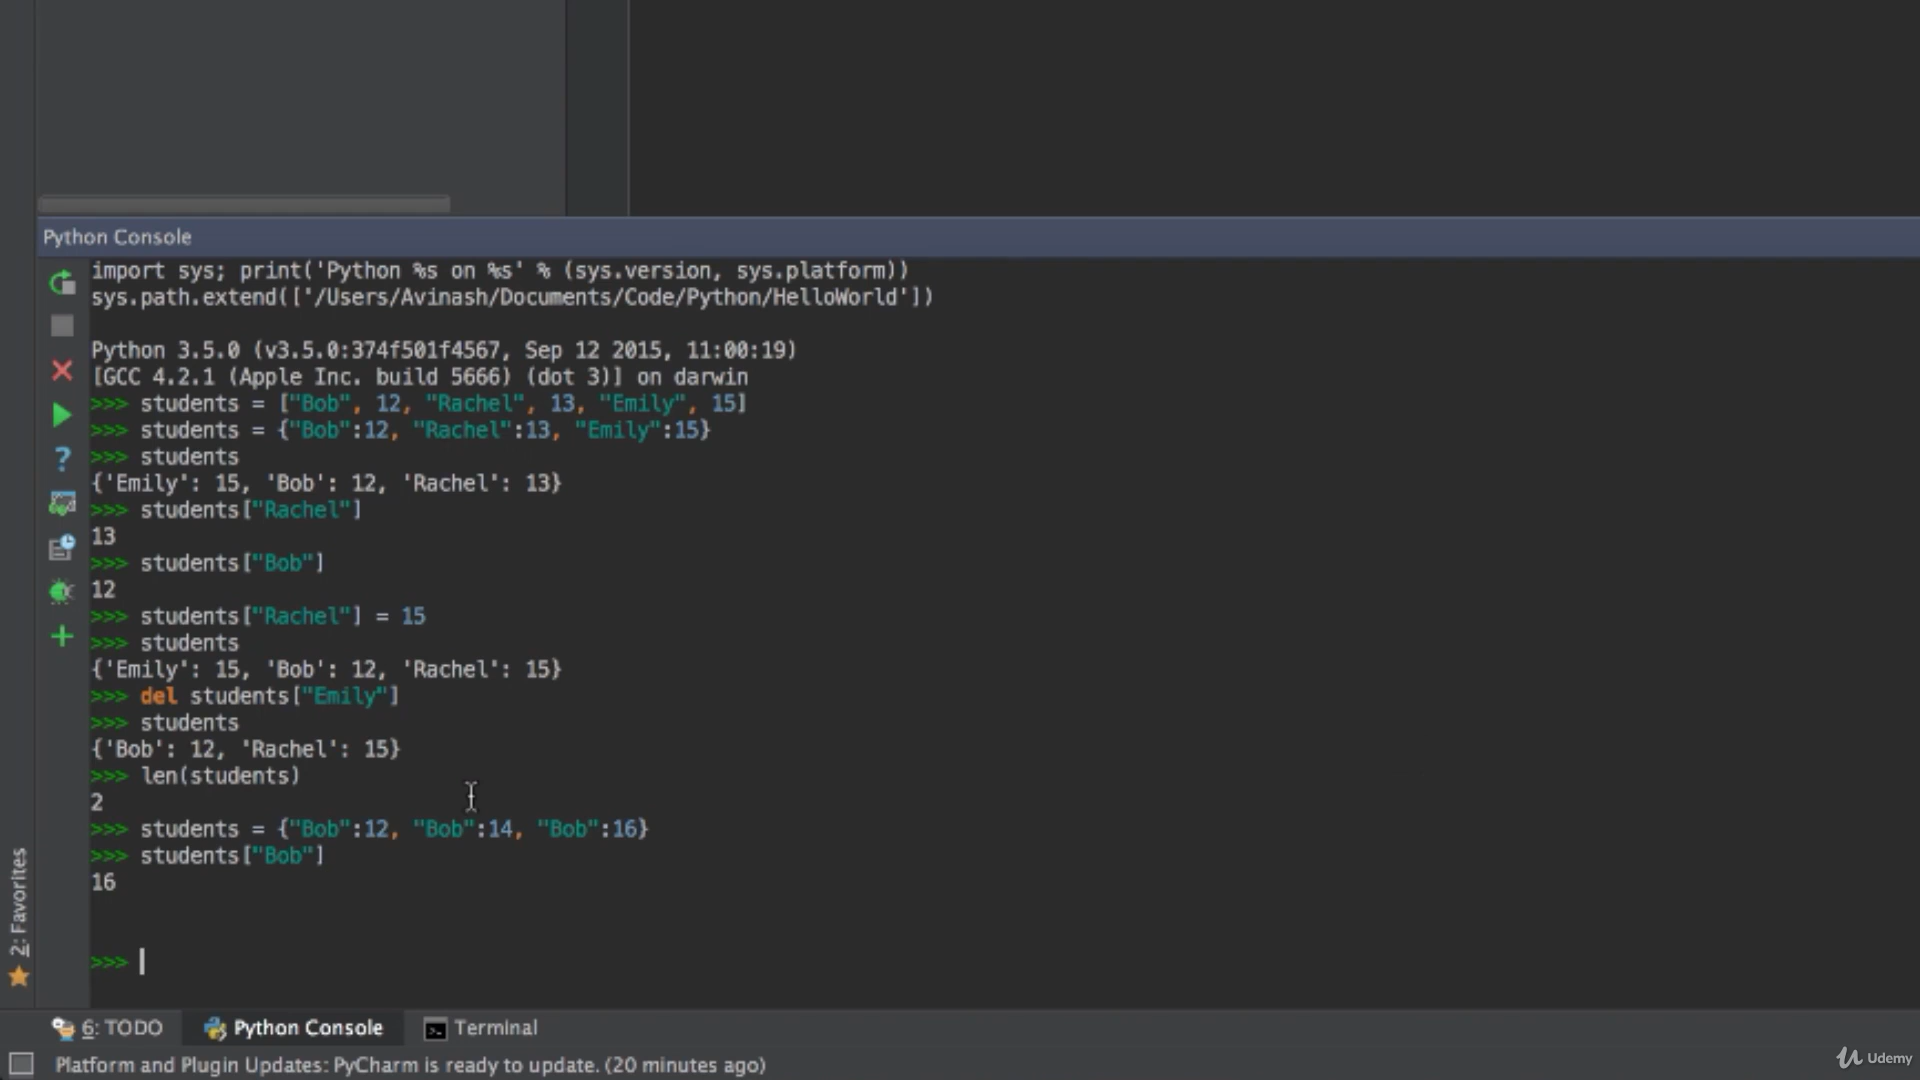 Python Console
import sys; print('Python %s on %s' % (sys.version, sys.platform))
sys.path.extend(['/Users/Avinash/Documents/Code/Python/HelloWorld'])
Python 3.5.0 (v3.5.0:374f501f4567, Sep 12 2015, 11:00:19)
[GCC 4.2.1 (Apple Inc. build 5666) (dot 3)] on darwin
>>> students = ["Bob", 12, "Rachel", 13, "Emily", 15]
>>> students = {"Bob":12, "Rachel":13, "Emily":15}
>>> students
{'Emily': 15, 'Bob': 12, 'Rachel': 13}
>>> students["Rachel"]
13
>>> students["Bob"]
12
>>> students["Rachel"] = 15
>>> students
{'Emily': 15, 'Bob': 12, 'Rachel': 15}
>>> del students["Emily"]
>>> students
{'Bob': 12, 'Rachel': 15}
>>> len(students)
2
>>> students = {"Bob":12, "Bob":14, "Bob":16}
>>> students["Bob"]
16
>>>
2: Favorites
6: TODO Python Console Terminal
Platform and Plugin Updates: PyCharm is ready to update. (20 minutes ago)
Udemy